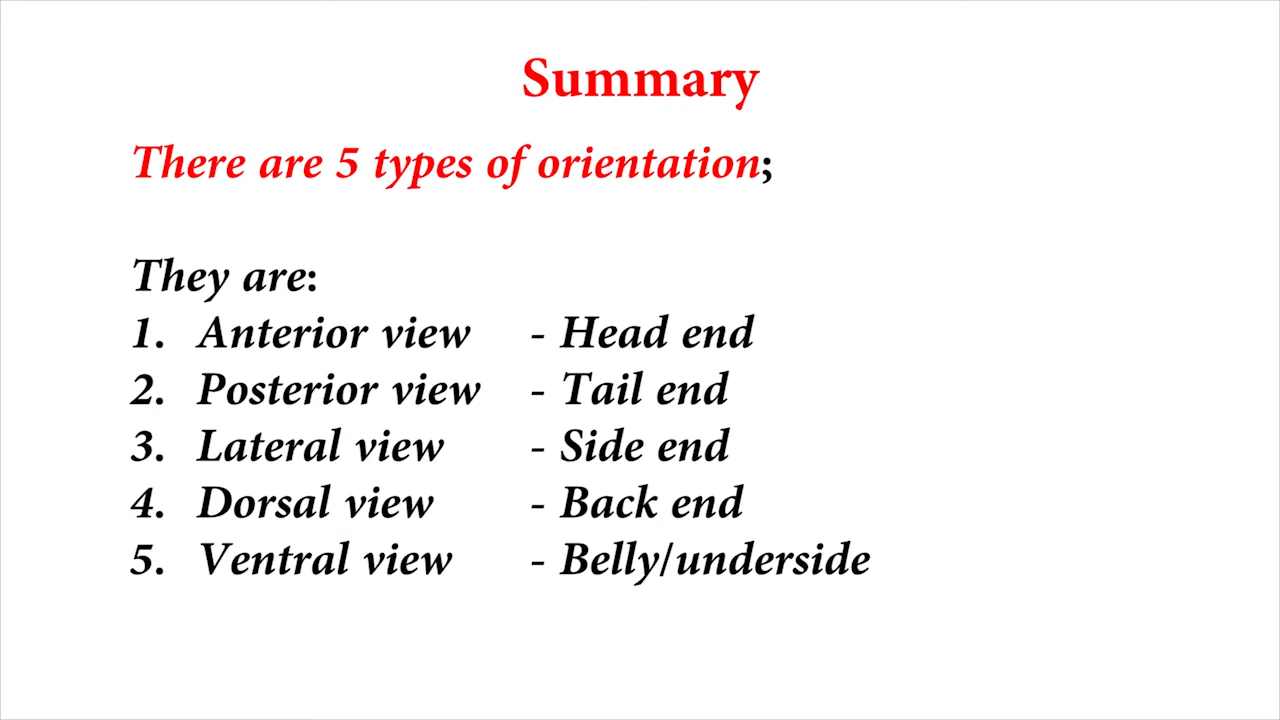 Summary
There are 5 types of orientation;
They are:
1. Anterior view - Head end
2. Posterior view - Tail end
3. Lateral view - Side end
4. Dorsal view - Back end
5. Ventral view - Belly/underside